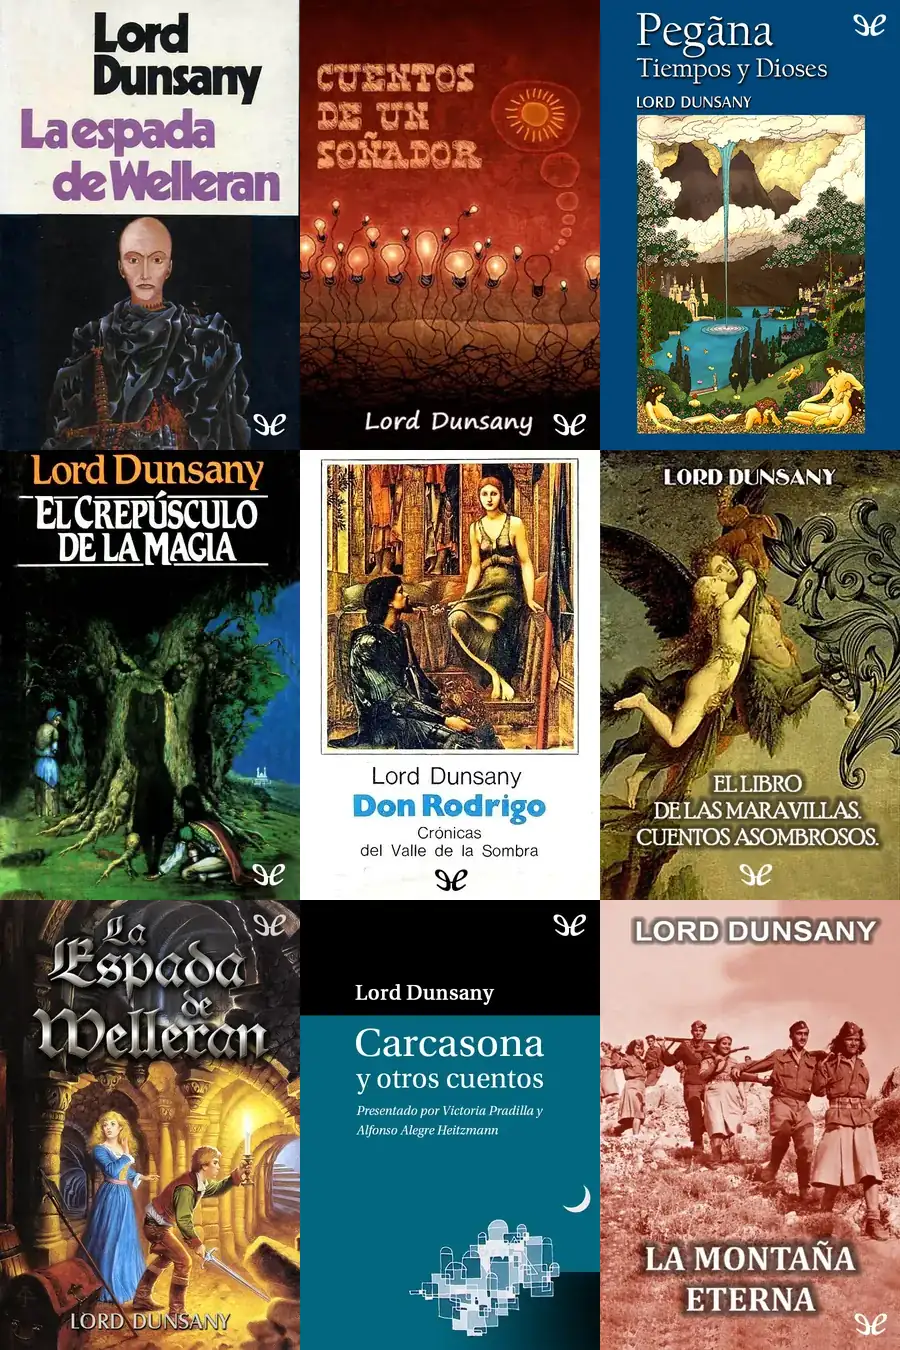 Lord
Dunsany
La espada
de Welleran
CUENTOS
DE UN
SOÑADOR
Lord Dunsany
Pegãna
Tiempos y Dioses
LORD DUNSANY
Lord Dunsany
EL CREPÚSCULO
DE LA MAGIA
Lord Dunsany
Don Rodrigo
Crónicas
del Valle de la Sombra
LORD DUNSANY
EL LIBRO
DE LAS MARAVILLAS.
CUENTOS ASOMBROSOS.
La
Espada
de
Welleran
LORD DUNSANY
Lord Dunsany
Carcasona
y otros cuentos
Presentado por Victoria Pradilla y
Alfonso Alegre Heitzmann
LORD DUNSANY
LA MONTAÑA
ETERNA